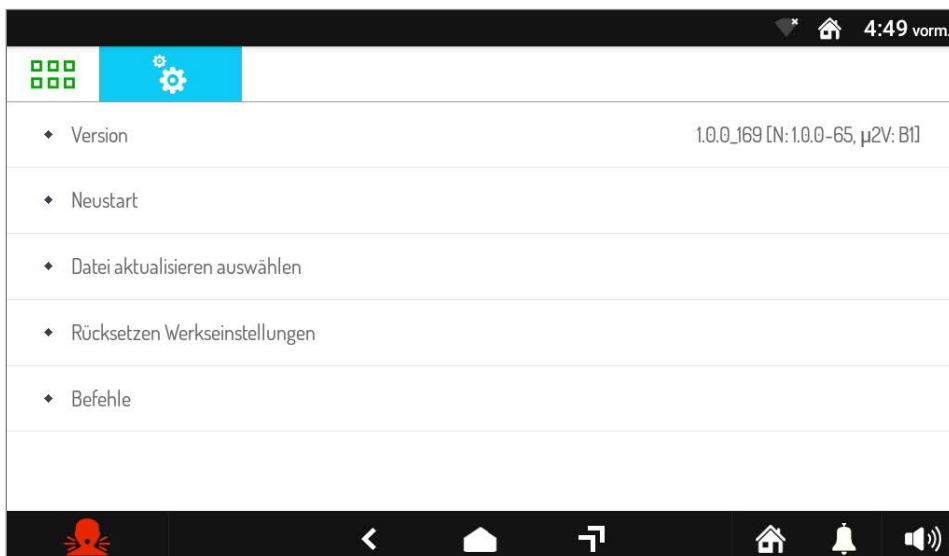 4:49 vorm.
Version 1.0.0_169 [N: 1.0.0-65, µ2V: B1]
Neustart
Datei aktualisieren auswählen
Rücksetzen Werkseinstellungen
Befehle